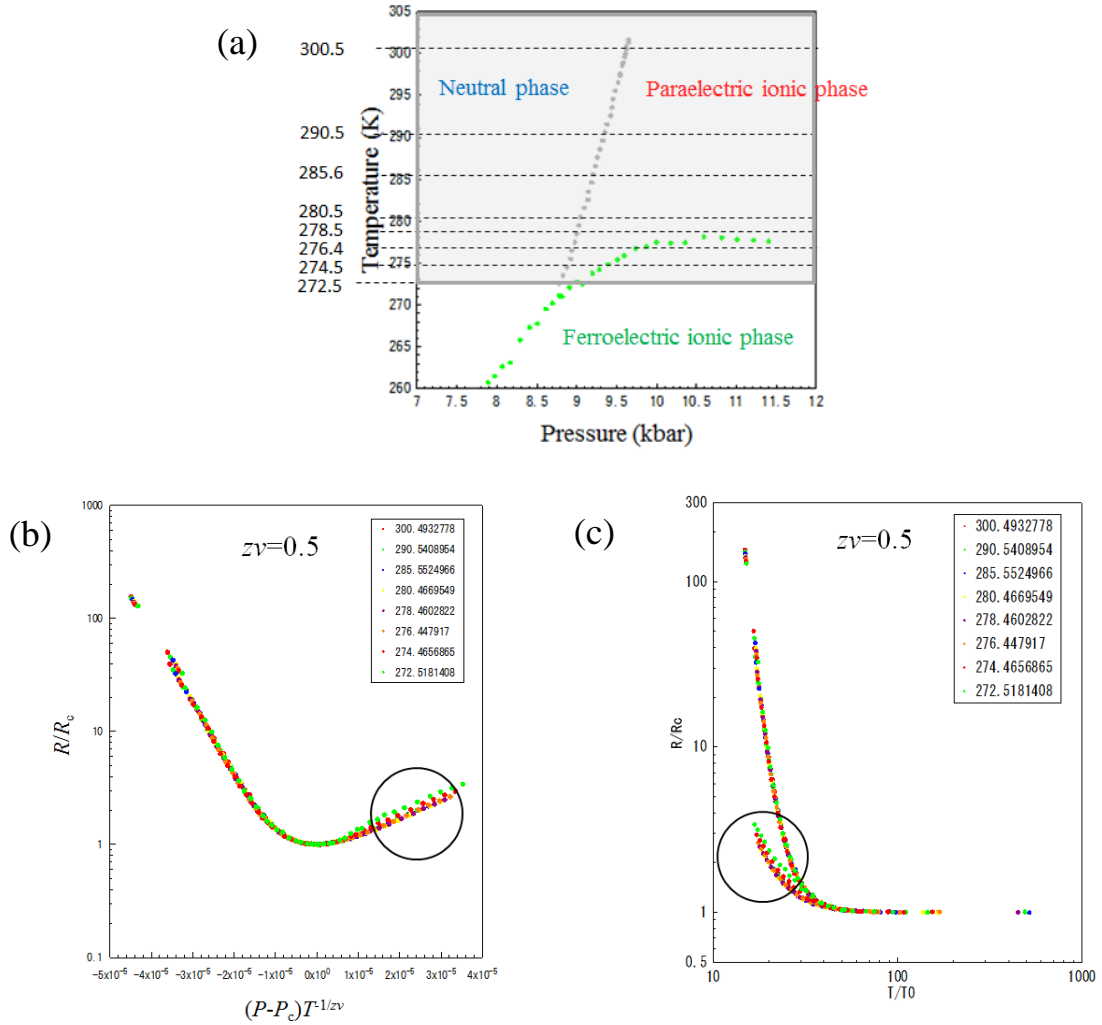 (a)
305
300.5
300
Neutral phase
Paraelectric ionic phase
295
290.5
290
285.6
285
280.5
280
278.5
276.4
275
274.5
272.5
270
Ferroelectric ionic phase
265
260
Temperature (K)
7
7.5
8
8.5
9
9.5
10
10.5
11
11.5
12
Pressure (kbar)
(b)
1000
zν=0.5
300.4932778
290.5408954
285.5524966
280.4669549
278.4602822
276.447917
274.4656865
272.5181408
100
10
1
0.1
R/Rc
−5x10⁻⁵
−4x10⁻⁵
−3x10⁻⁵
−2x10⁻⁵
−1x10⁻⁵
0x10⁰
1x10⁻⁵
2x10⁻⁵
3x10⁻⁵
4x10⁻⁵
(P-Pc)T-1/zν
(c)
300
zν=0.5
300.4932778
290.5408954
285.5524966
280.4669549
278.4602822
276.447917
274.4656865
272.5181408
100
10
1
0.5
R/Rc
10
100
1000
T/T0